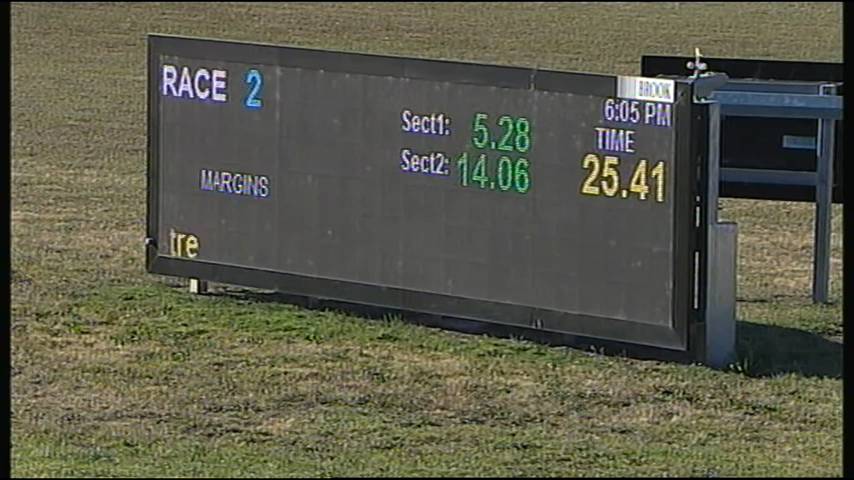 RACE 2
BROOK
6:05 PM
Sect1: 5.28
TIME
Sect2: 14.06
25.41
MARGINS
tre